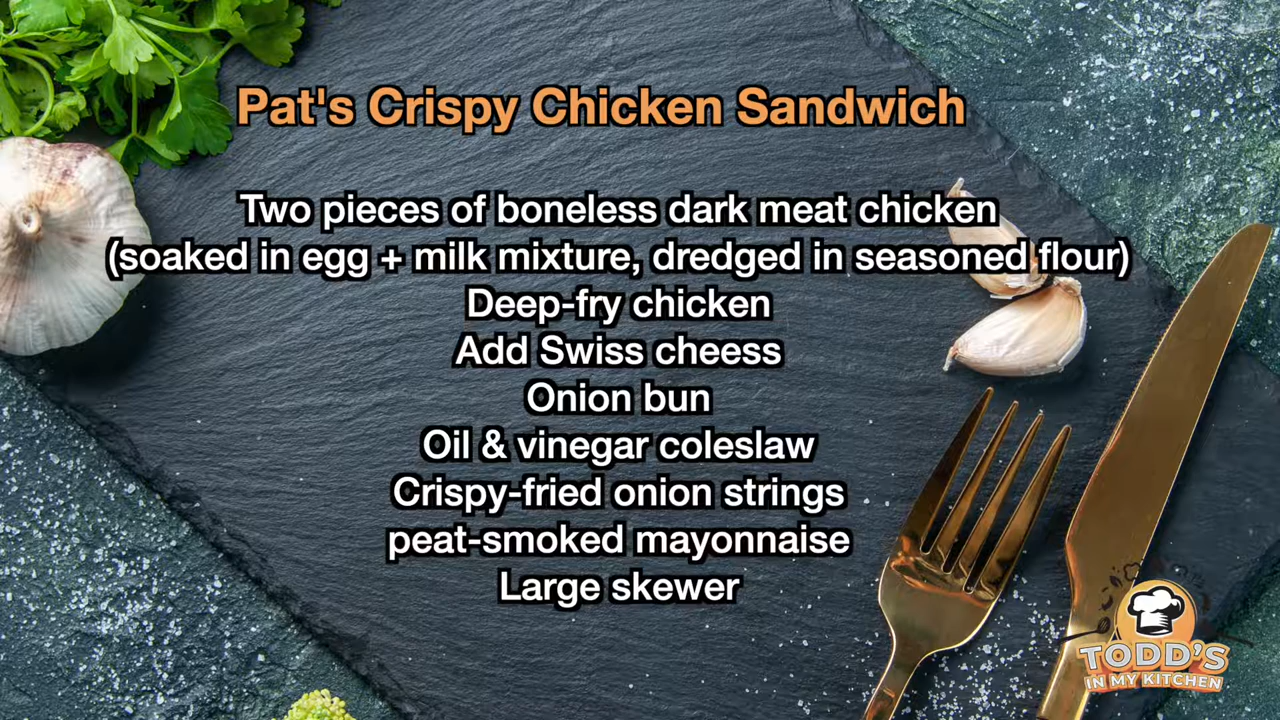 Pat's Crispy Chicken Sandwich
Two pieces of boneless dark meat chicken
(soaked in egg + milk mixture, dredged in seasoned flour)
Deep-fry chicken
Add Swiss cheess
Onion bun
Oil & vinegar coleslaw
Crispy-fried onion strings
peat-smoked mayonnaise
Large skewer
TODD'S
IN MY KITCHEN